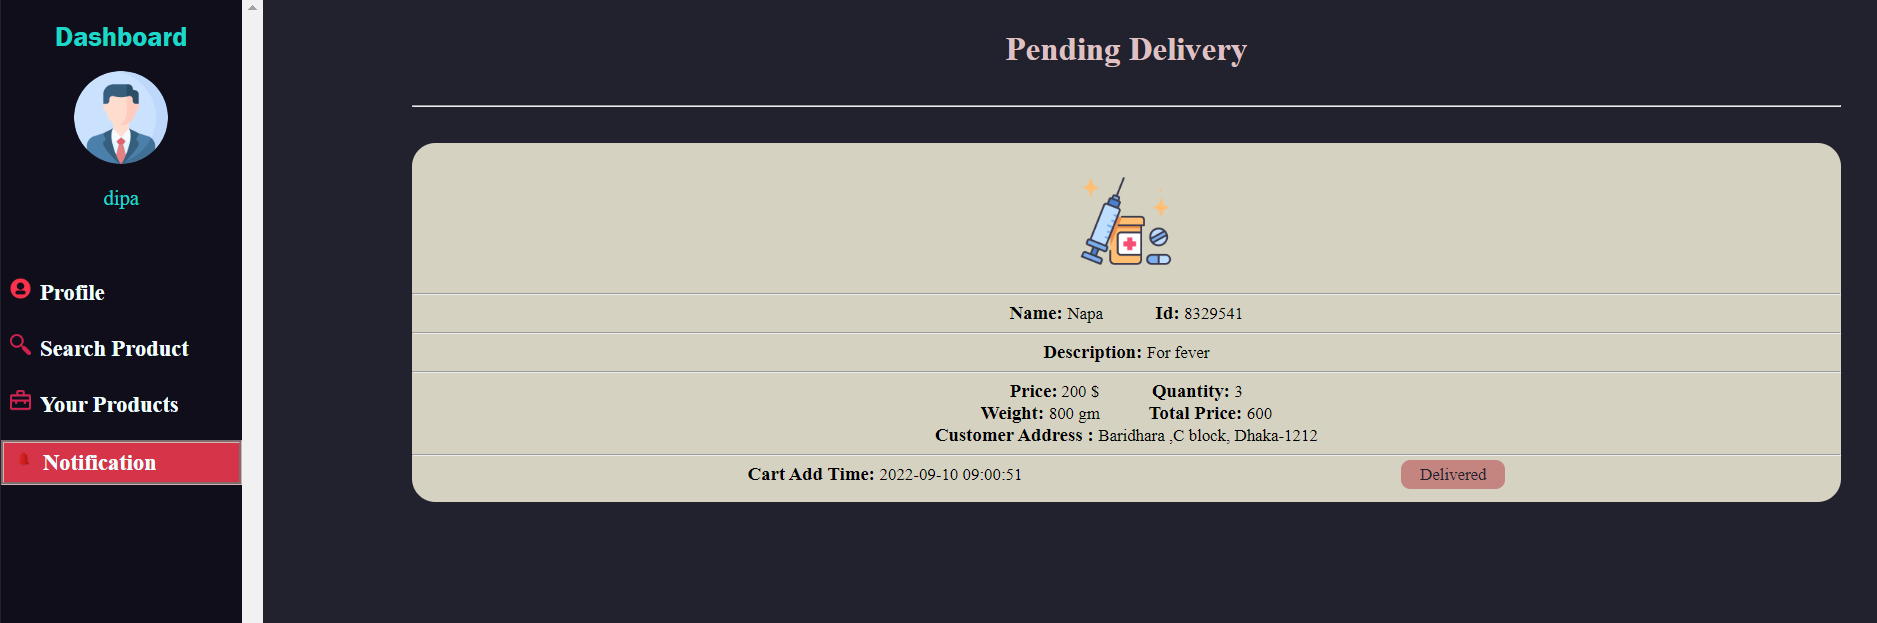 Dashboard
dipa
Profile
Search Product
Your Products
Notification
Pending Delivery
Name: Napa Id: 8329541
Description: For fever
Price: 200 $ Quantity: 3
Weight: 800 gm Total Price: 600
Customer Address : Baridhara ,C block, Dhaka-1212
Cart Add Time: 2022-09-10 09:00:51 Delivered